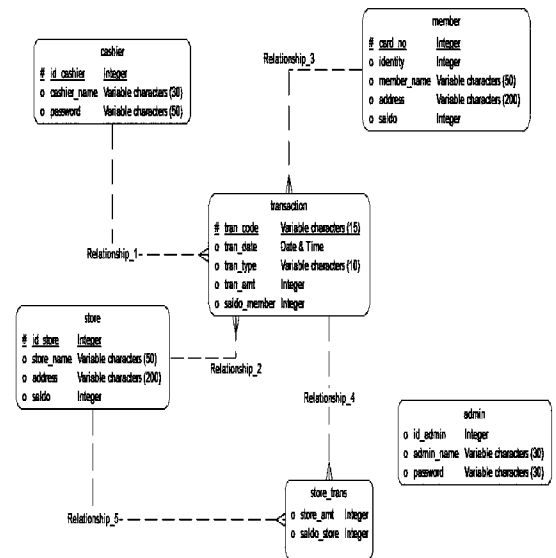 cashier
# id_cashier Integer
o cashier_name Variable characters (30)
o password Variable characters (50)
member
# card_no Integer
o identity Integer
o member_name Variable characters (50)
o address Variable characters (200)
o saldo Integer
Relationship_3
transaction
# tran_code Variable characters (15)
o tran_date Date & Time
o tran_type Variable characters (10)
o tran_amt Integer
o saldo_member Integer
Relationship_1
store
# id_store Integer
o store_name Variable characters (50)
o address Variable characters (200)
o saldo Integer
Relationship_2
Relationship_4
admin
o id_admin Integer
o admin_name Variable characters (30)
o password Variable characters (30)
store_trans
o store_amt Integer
o saldo_store Integer
Relationship_5